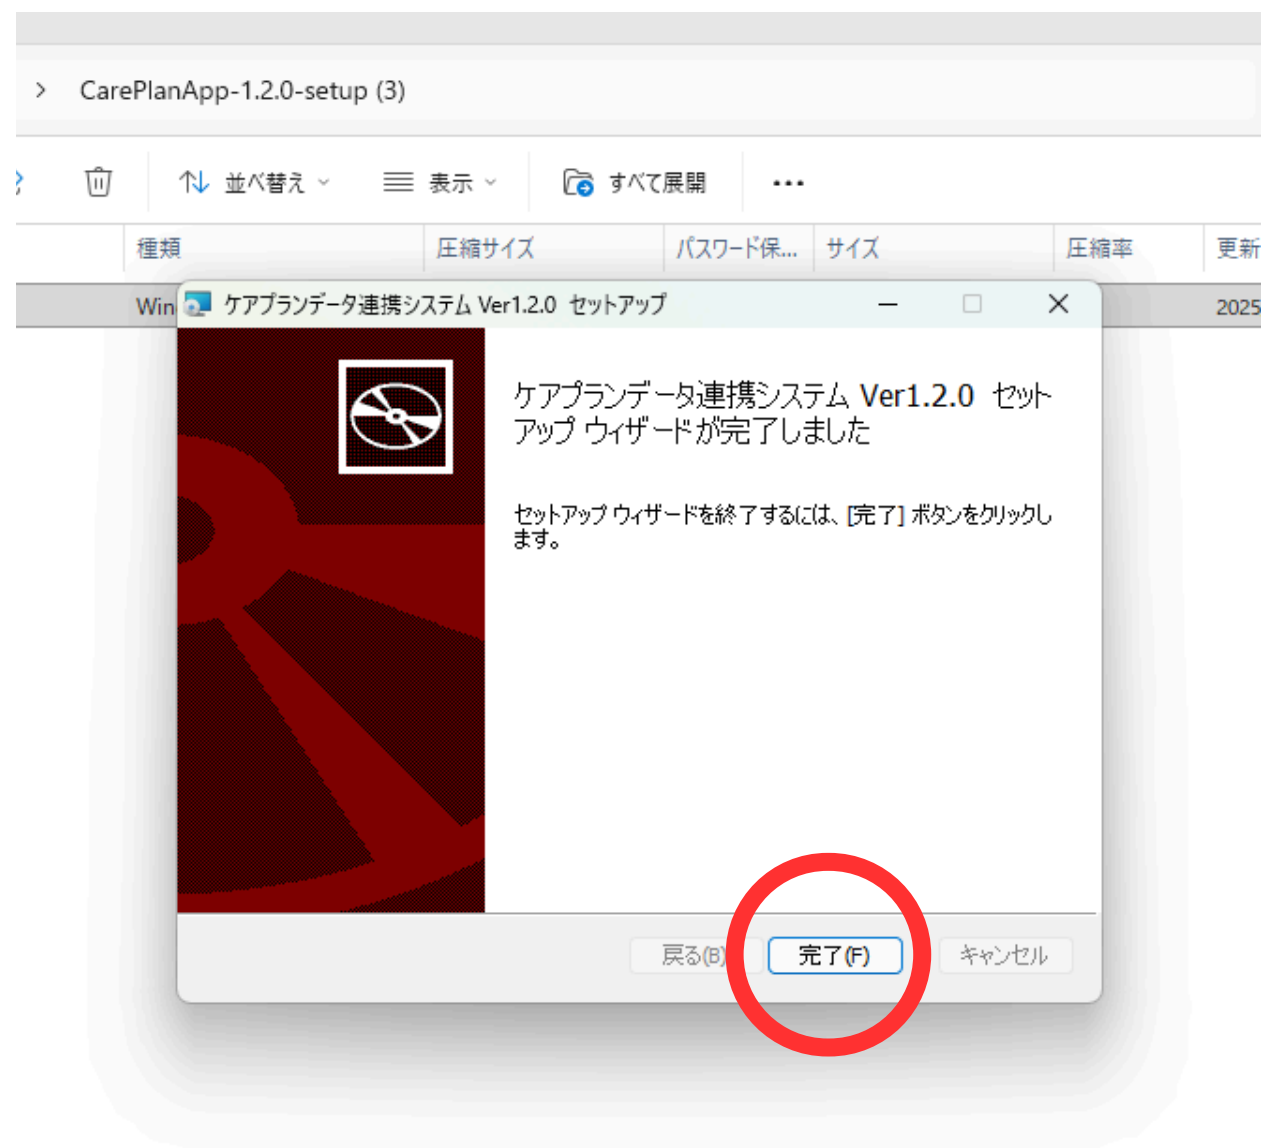 > CarePlanApp-1.2.0-setup (3)
並べ替え 表示 すべて展開 ...
種類 圧縮サイズ パスワード保... サイズ 圧縮率 更新
Win 2025
ケアプランデータ連携システム Ver1.2.0 セットアップ
ケアプランデータ連携システム Ver1.2.0 セット
アップ ウィザードが完了しました
セットアップ ウィザードを終了するには、[完了] ボタンをクリックし
ます。
戻る(B) 完了(F) キャンセル